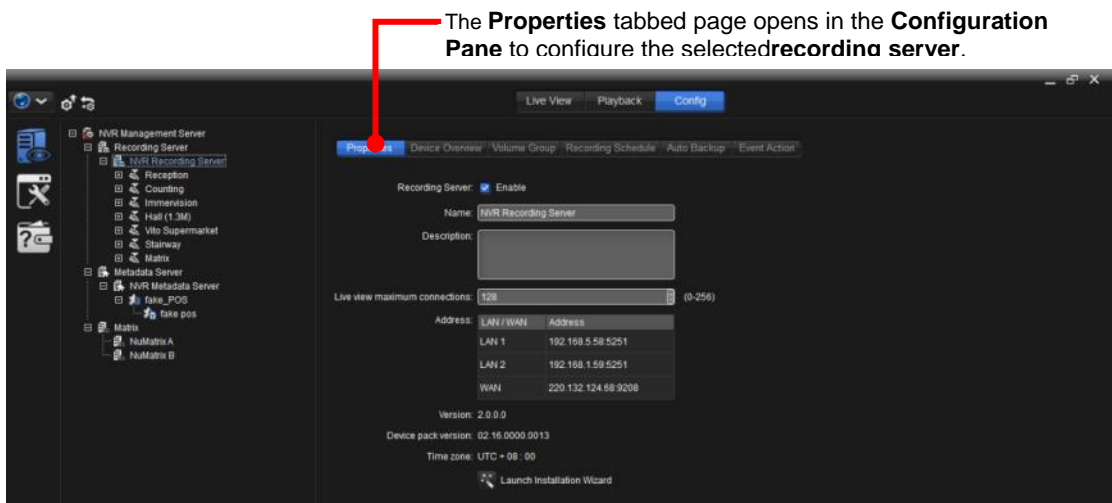 The Properties tabbed page opens in the Configuration
Pane to configure the selectedrecording server.
Live View Playback Config
NVR Management Server
Recording Server
NVR Recording Server
Reception
Counting
Immervision
Hall (1.3M)
Vito Supermarket
Stairway
Matrix
Metadata Server
NVR Metadata Server
fake_POS
fake pos
Matrix
NuMatrix A
NuMatrix B
Properties Device Overview Volume Group Recording Schedule Auto Backup Event Action
Recording Server: Enable
Name: NVR Recording Server
Description:
Live view maximum connections: 128 (0-256)
Address: LAN / WAN Address
LAN 1 192.168.5.58:5251
LAN 2 192.168.1.59:5251
WAN 220.132.124.68:9208
Version: 2.0.0.0
Device pack version: 02.16.0000.0013
Time zone: UTC + 08 : 00
Launch Installation Wizard